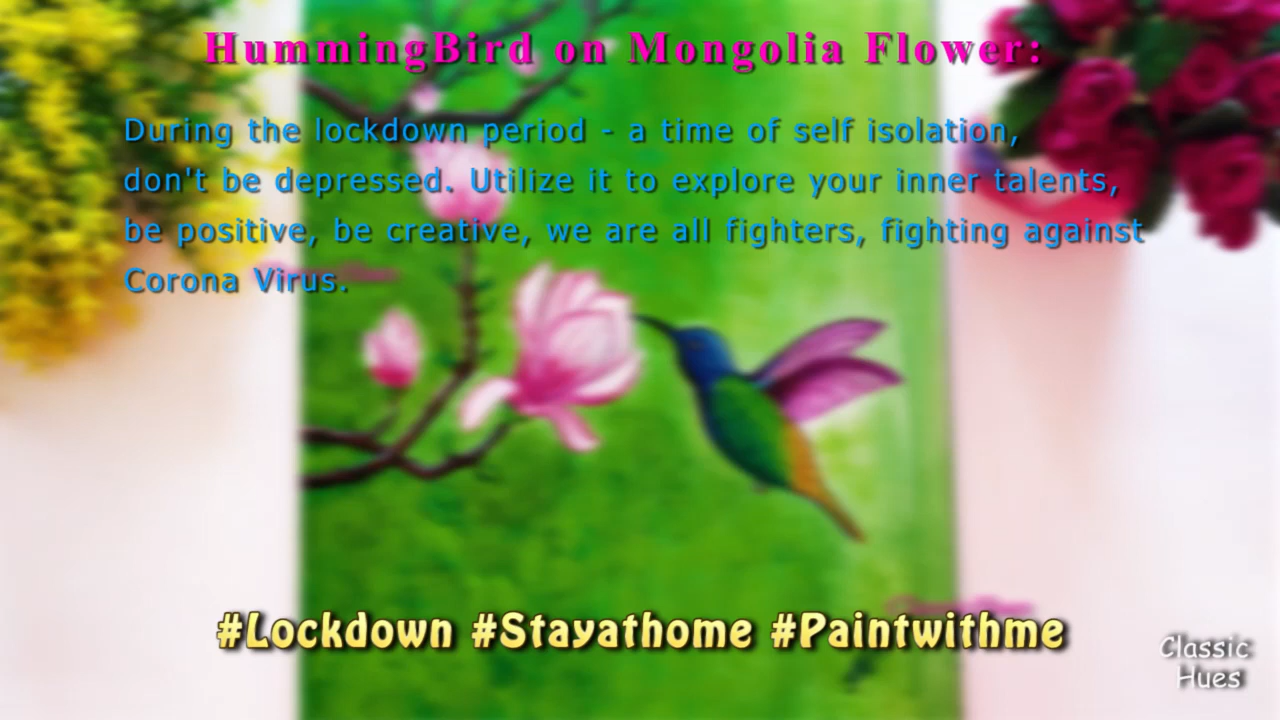 HummingBird on Mongolia Flower:
During the lockdown period - a time of self isolation,
don't be depressed. Utilize it to explore your inner talents,
be positive, be creative, we are all fighters, fighting against
Corona Virus.
#Lockdown #Stayathome #Paintwithme
Classic
Hues